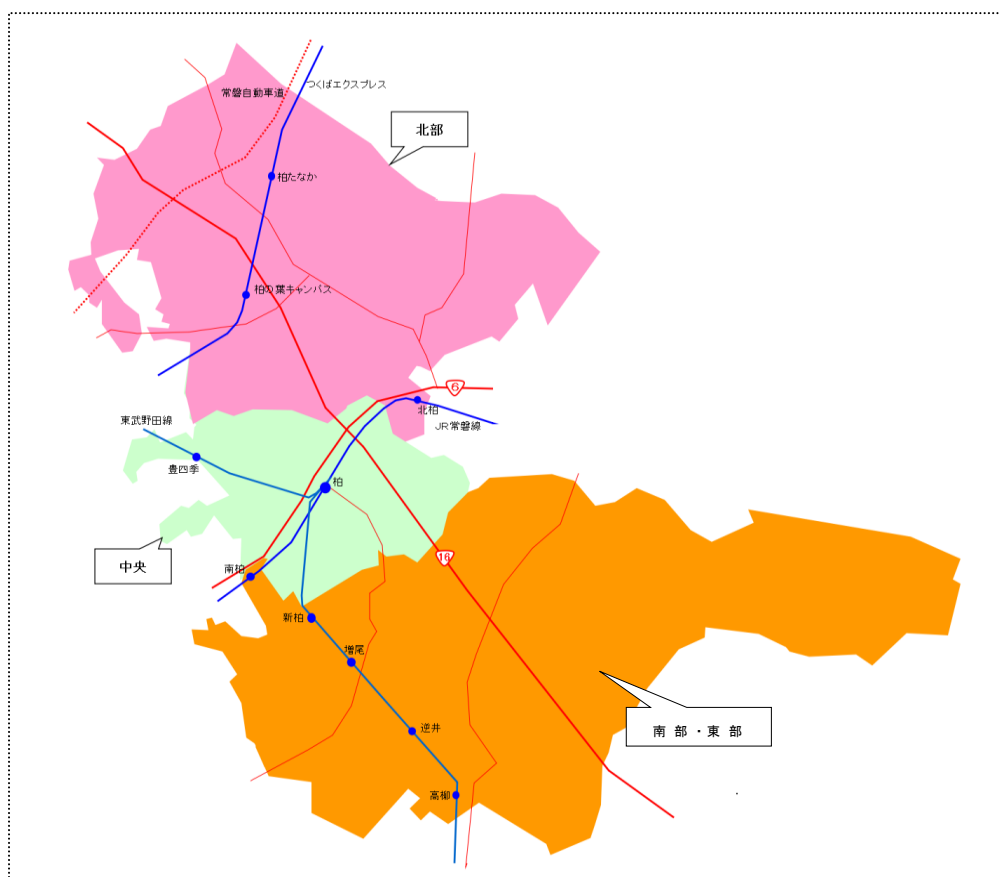 つくばエクスプレス
常磐自動車道
北部
柏たなか
柏の葉キャンパス
6
北柏
東武野田線
JR常磐線
豊四季
柏
16
中央
南柏
新柏
増尾
逆井
南部・東部
高柳